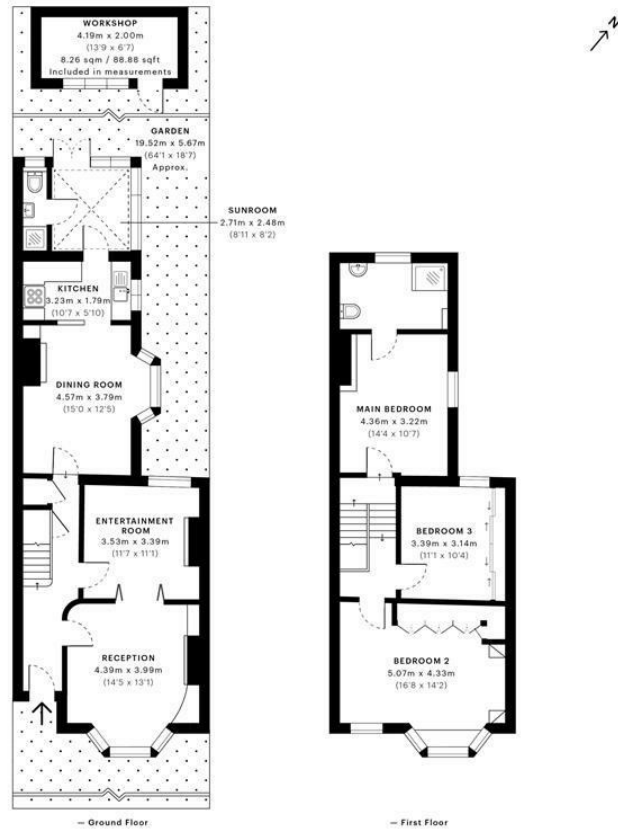 WORKSHOP
4.19m x 2.00m
(13'9 x 6'7)
8.26 sqm / 88.88 sqft
Included in measurements
N
GARDEN
19.52m x 5.67m
(64'1 x 18'7)
Approx.
SUNROOM
2.71m x 2.48m
(8'11 x 8'2)
KITCHEN
3.23m x 1.79m
(10'7 x 5'10)
DINING ROOM
4.57m x 3.79m
(15'0 x 12'5)
ENTERTAINMENT
ROOM
3.53m x 3.39m
(11'7 x 11'1)
RECEPTION
4.39m x 3.99m
(14'5 x 13'1)
— Ground Floor
MAIN BEDROOM
4.36m x 3.22m
(14'4 x 10'7)
BEDROOM 3
3.39m x 3.14m
(11'1 x 10'4)
BEDROOM 2
5.07m x 4.33m
(16'8 x 14'2)
— First Floor